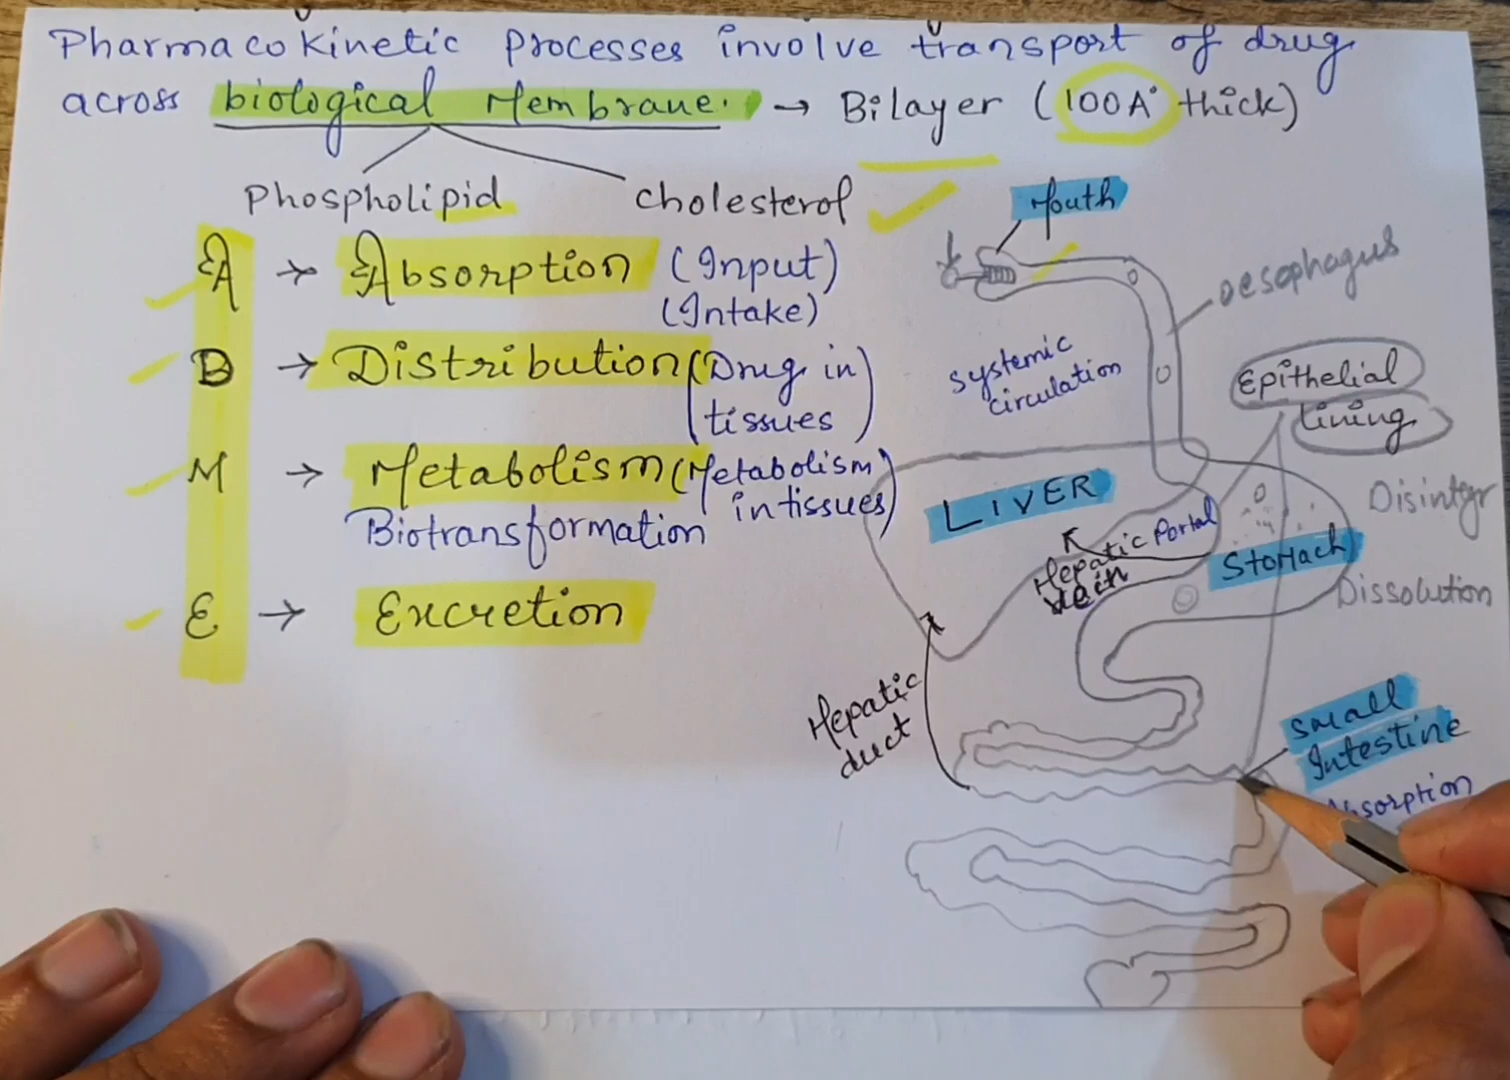 Pharmacokinetic Processes involve transport of drug
across biological Membrane. → Bilayer (100A° thick)
Phospholipid
cholesterol
A → Absorption (Input)
(Intake)
D → Distribution (Drug in
tissues)
M → Metabolism (Metabolism
in tissues)
Biotransformation
E → Excretion
Mouth
oesophagus
systemic
circulation
Epithelial
lining
LIVER
Hepatic Portal
vein
Stomach
Disintegr
Dissolution
Hepatic
duct
Small
Intestine
Absorption